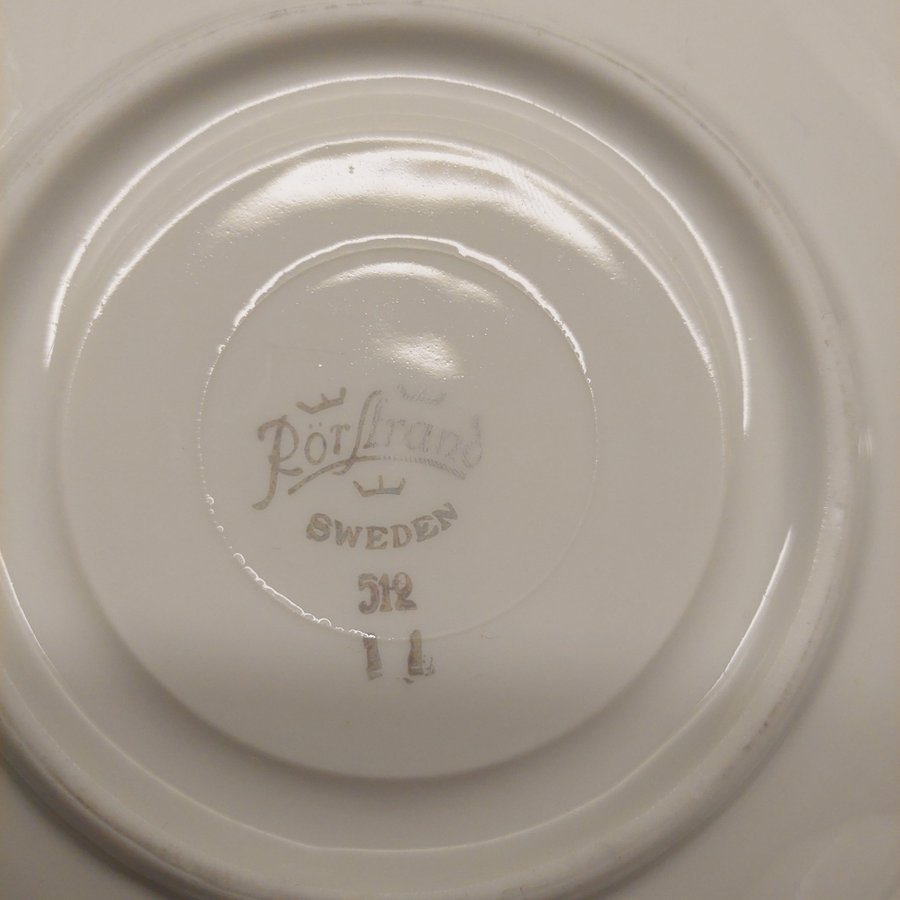 Rörstrand
SWEDEN
512